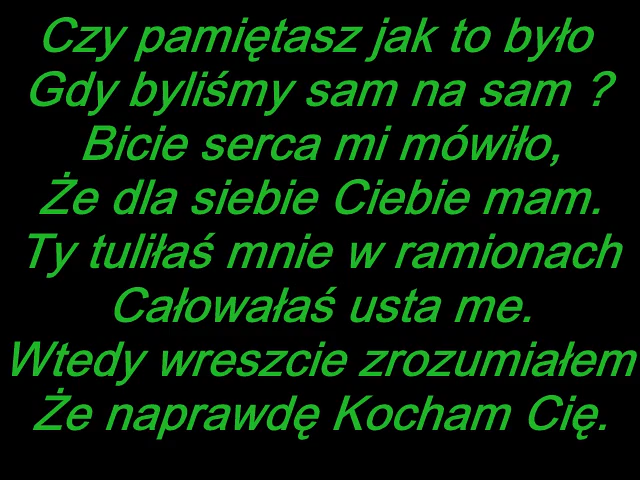 Czy pamiętasz jak to było
Gdy byliśmy sam na sam ?
Bicie serca mi mówiło,
Że dla siebie Ciebie mam.
Ty tuliłaś mnie w ramionach
Całowałaś usta me.
Wtedy wreszcie zrozumiałem
Że naprawdę Kocham Cię.